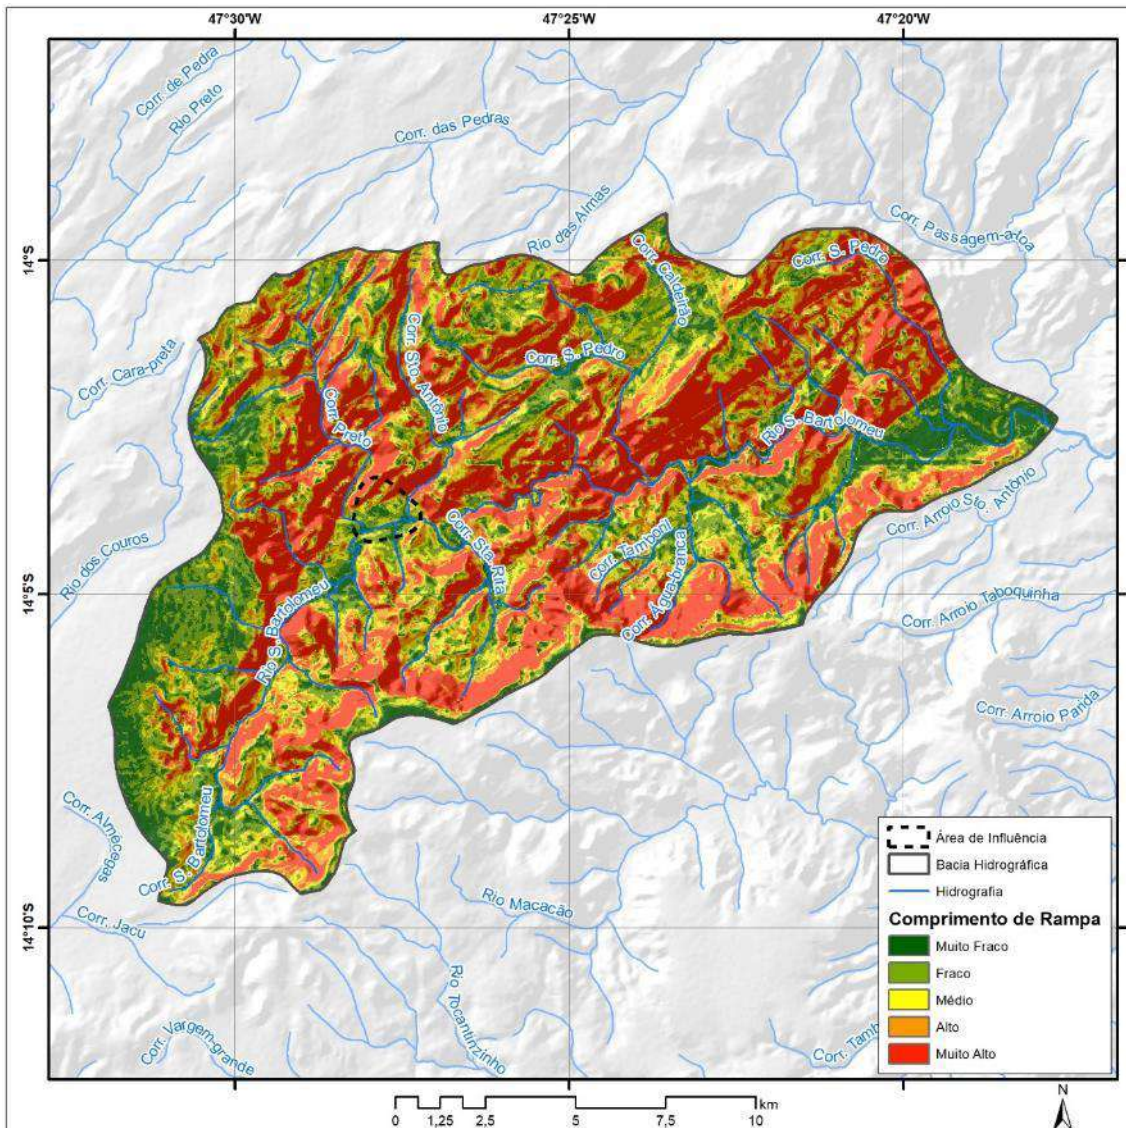 47°30'W
47°25'W
47°20'W
14°S
14°5'S
14°10'S
Corr. de Pedra
Rio Preto
Corr. das Pedras
Rio das Almas
Corr. Passagem-a-toa
Corr. S. Pedro
Corr. Caldeirão
Corr. Cara-preta
Corr. Sto. Antônio
Corr. S. Pedro
Corr. Preto
Rio S. Bartolomeu
Rio dos Couros
Corr. Sta. Rita
Corr. Tamboril
Corr. Água-branca
Corr. Arroio Sto. Antônio
Corr. Arroio Taboquinha
Rio S. Bartolomeu
Corr. Arroio Parida
Corr. Almecegas
Corr. S. Bartolomeu
Corr. Jacu
Rio Macacão
Rio Tocantinzinho
Corr. Vargem-grande
Corr. Tamb
Área de Influência
Bacia Hidrográfica
Hidrografia
Comprimento de Rampa
Muito Fraco
Fraco
Médio
Alto
Muito Alto
km
0 1,25 2,5 5 7,5 10
N